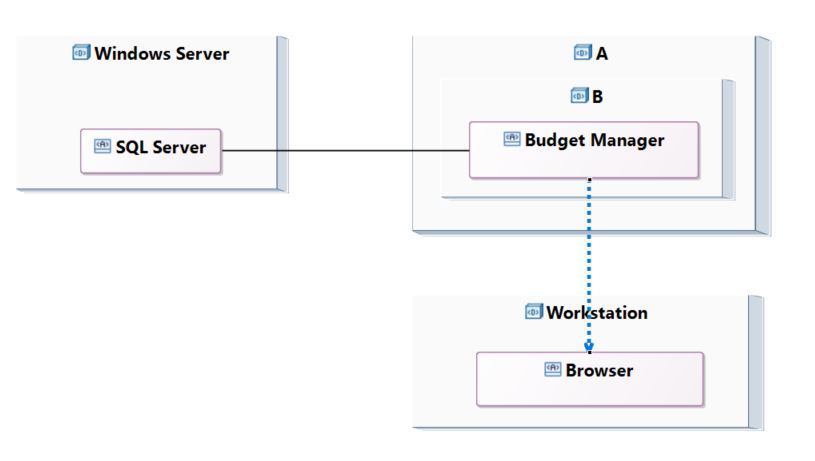 Windows Server
A
B
SQL Server
Budget Manager
Workstation
Browser